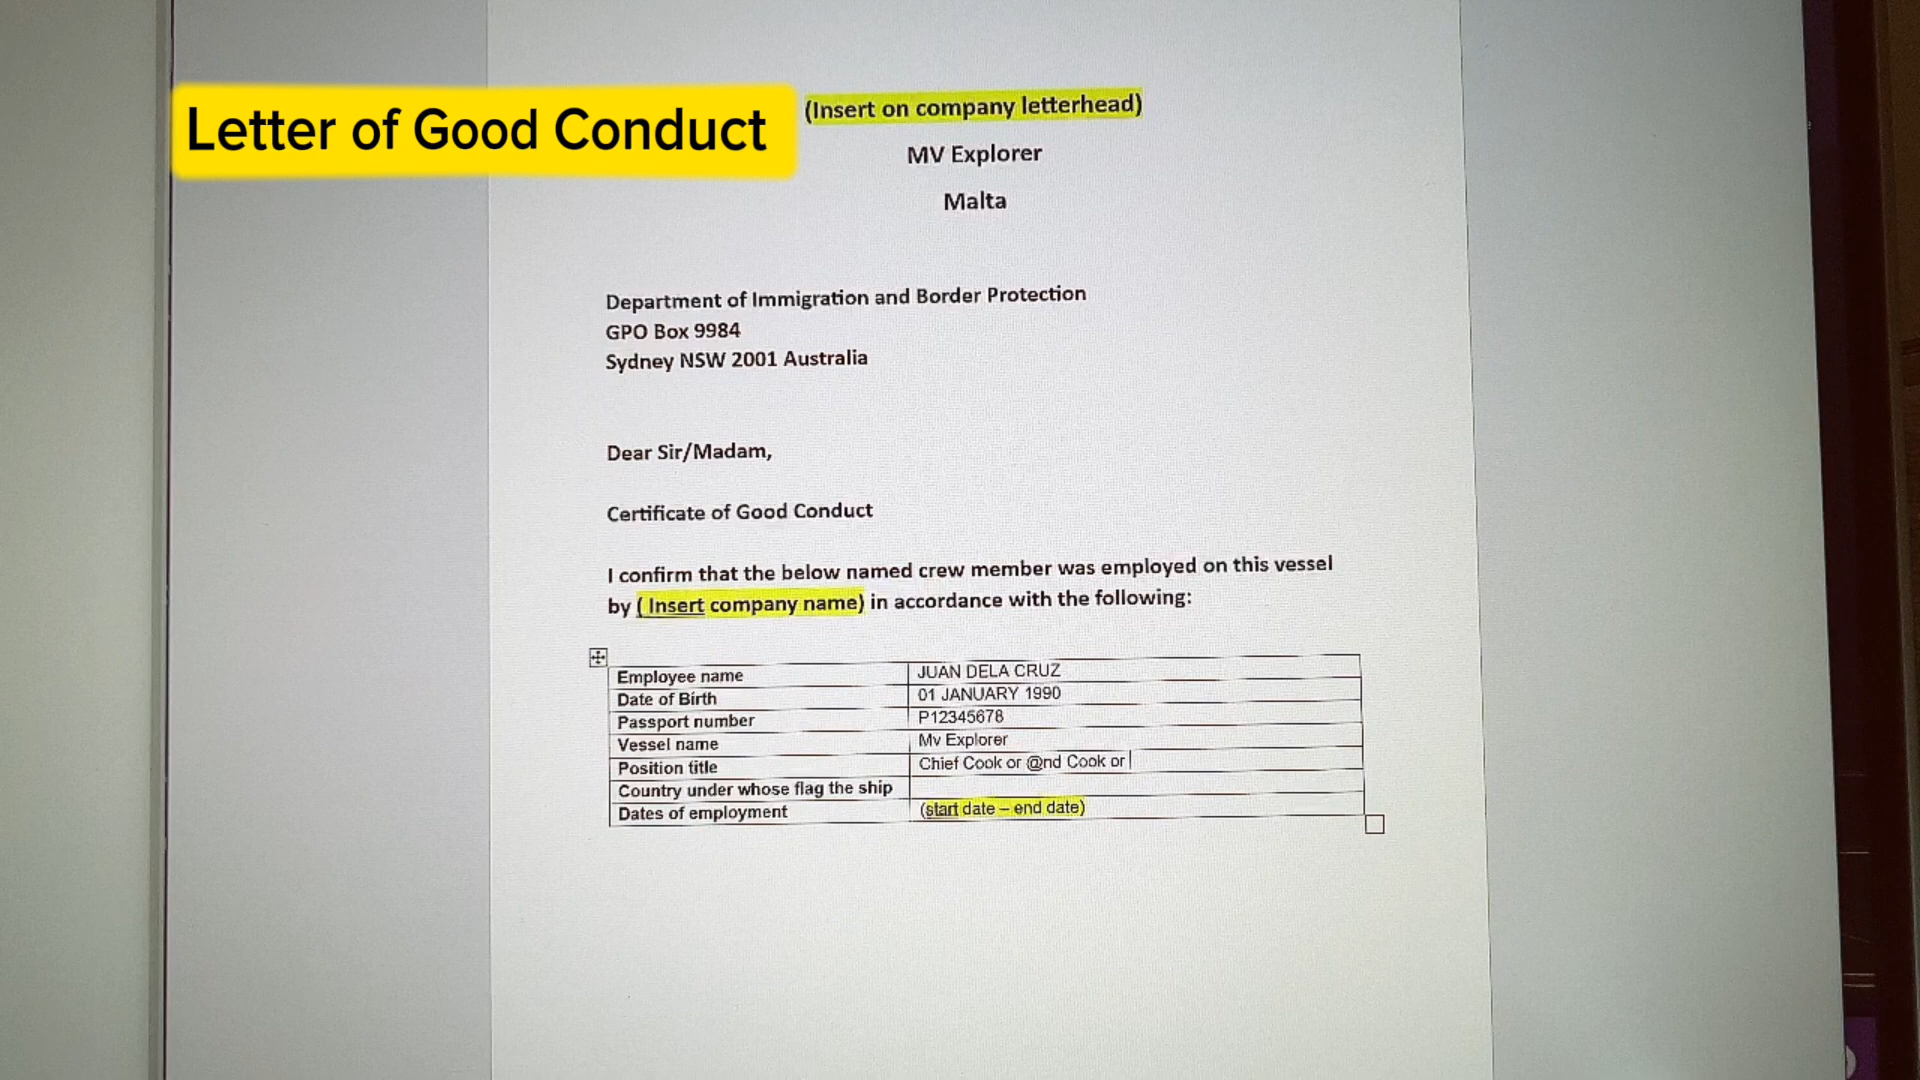 Letter of Good Conduct
(Insert on company letterhead)
MV Explorer
Malta
Department of Immigration and Border Protection
GPO Box 9984
Sydney NSW 2001 Australia
Dear Sir/Madam,
Certificate of Good Conduct
I confirm that the below named crew member was employed on this vessel
by ( Insert company name) in accordance with the following:
Employee name JUAN DELA CRUZ
Date of Birth 01 JANUARY 1990
Passport number P12345678
Vessel name Mv Explorer
Position title Chief Cook or @nd Cook or
Country under whose flag the ship
Dates of employment (start date – end date)